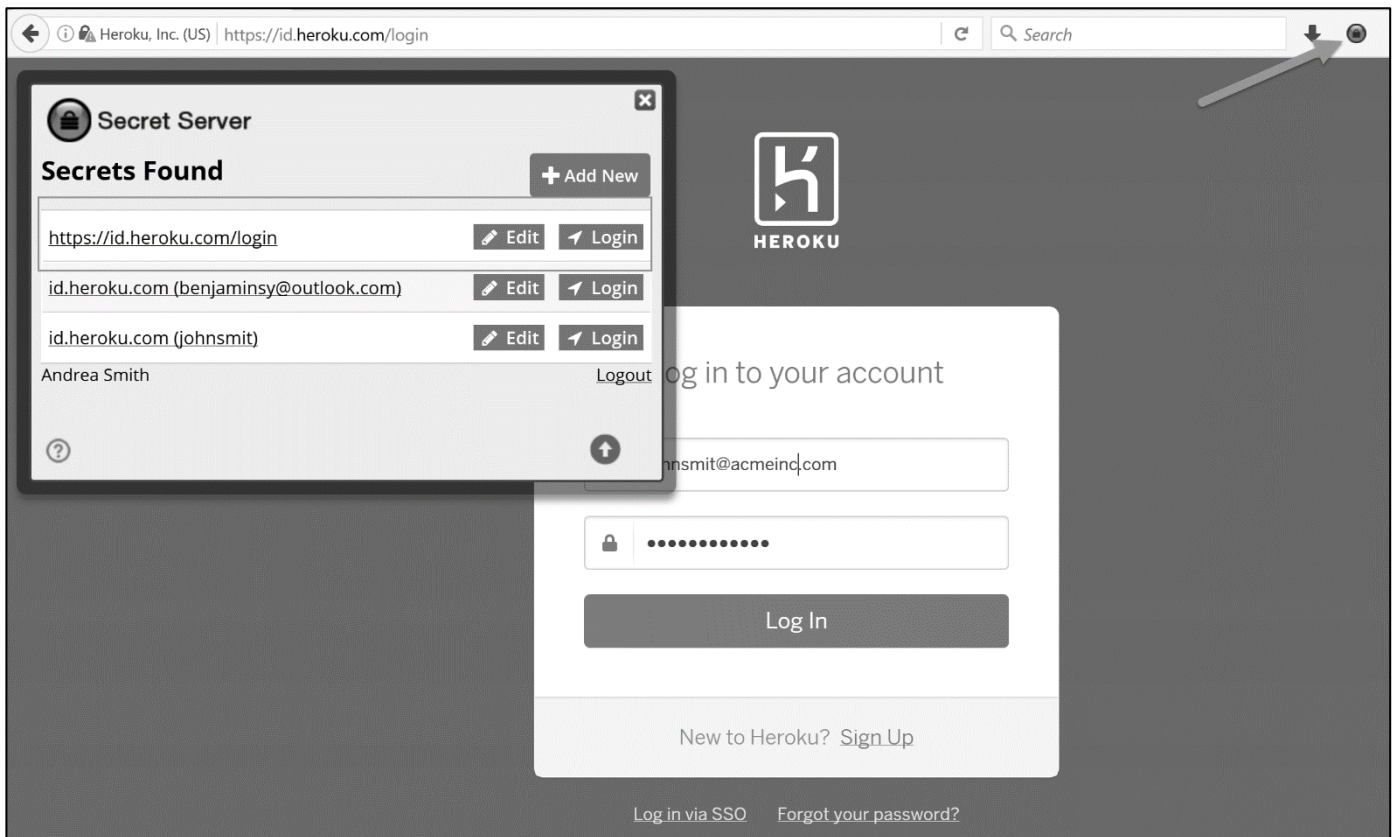 Heroku, Inc. (US) https://id.heroku.com/login
Search
Secret Server
Secrets Found
Add New
https://id.heroku.com/login Edit Login
id.heroku.com (benjaminsy@outlook.com) Edit Login
id.heroku.com (johnsmit) Edit Login
Andrea Smith Logout
HEROKU
og in to your account
hnsmit@acmeinc.com
Log In
New to Heroku? Sign Up
Log in via SSO Forgot your password?